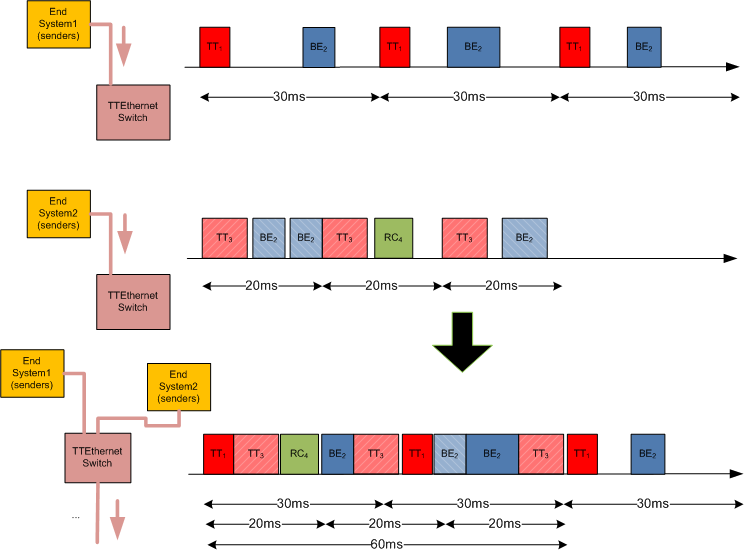 End
System1
(senders)
TTEthernet
Switch
TT₁
BE₂
TT₁
BE₂
TT₁
BE₂
30ms
30ms
30ms
End
System2
(senders)
TTEthernet
Switch
TT₃
BE₂
BE₂
TT₃
RC₄
TT₃
BE₂
20ms
20ms
20ms
End
System1
(senders)
End
System2
(senders)
TTEthernet
Switch
...
TT₁
TT₃
RC₄
BE₂
TT₃
TT₁
BE₂
BE₂
TT₃
TT₁
BE₂
30ms
30ms
30ms
20ms
20ms
20ms
60ms